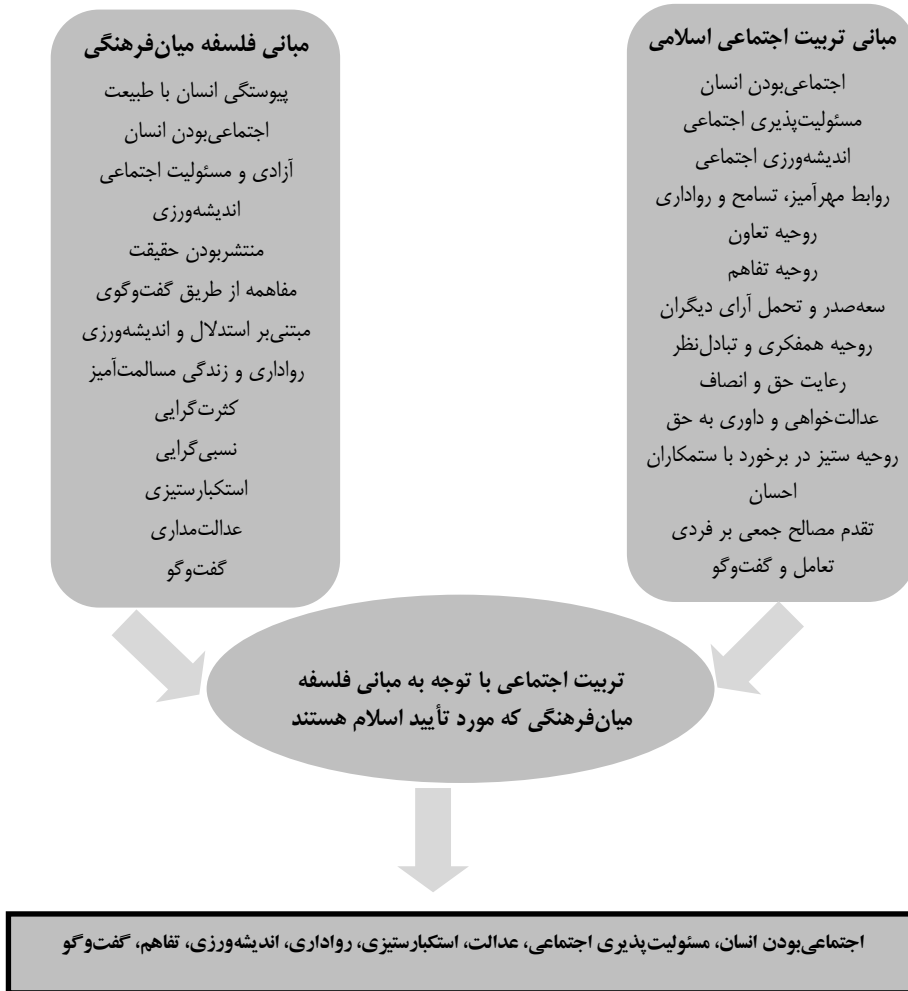 مبانی تربیت اجتماعی اسلامی
اجتماعی‌بودن انسان
مسئولیت‌پذیری اجتماعی
اندیشه‌ورزی اجتماعی
روابط مهرآمیز، تسامح و رواداری
روحیه تعاون
روحیه تفاهم
سعه‌صدر و تحمل آرای دیگران
روحیه همفکری و تبادل‌نظر
رعایت حق و انصاف
عدالت‌خواهی و داوری به حق
روحیه ستیز در برخورد با ستمکاران
احسان
تقدم مصالح جمعی بر فردی
تعامل و گفت‌وگو
مبانی فلسفه میان‌فرهنگی
پیوستگی انسان با طبیعت
اجتماعی‌بودن انسان
آزادی و مسئولیت اجتماعی
اندیشه‌ورزی
منتشربودن حقیقت
مفاهمه از طریق گفت‌وگوی
مبتنی‌بر استدلال و اندیشه‌ورزی
رواداری و زندگی مسالمت‌آمیز
کثرت‌گرایی
نسبی‌گرایی
استکبارستیزی
عدالت‌مداری
گفت‌وگو
تربیت اجتماعی با توجه به مبانی فلسفه
میان‌فرهنگی که مورد تأیید اسلام هستند
اجتماعی‌بودن انسان، مسئولیت‌پذیری اجتماعی، عدالت، استکبارستیزی، رواداری، اندیشه‌ورزی، تفاهم، گفت‌وگو